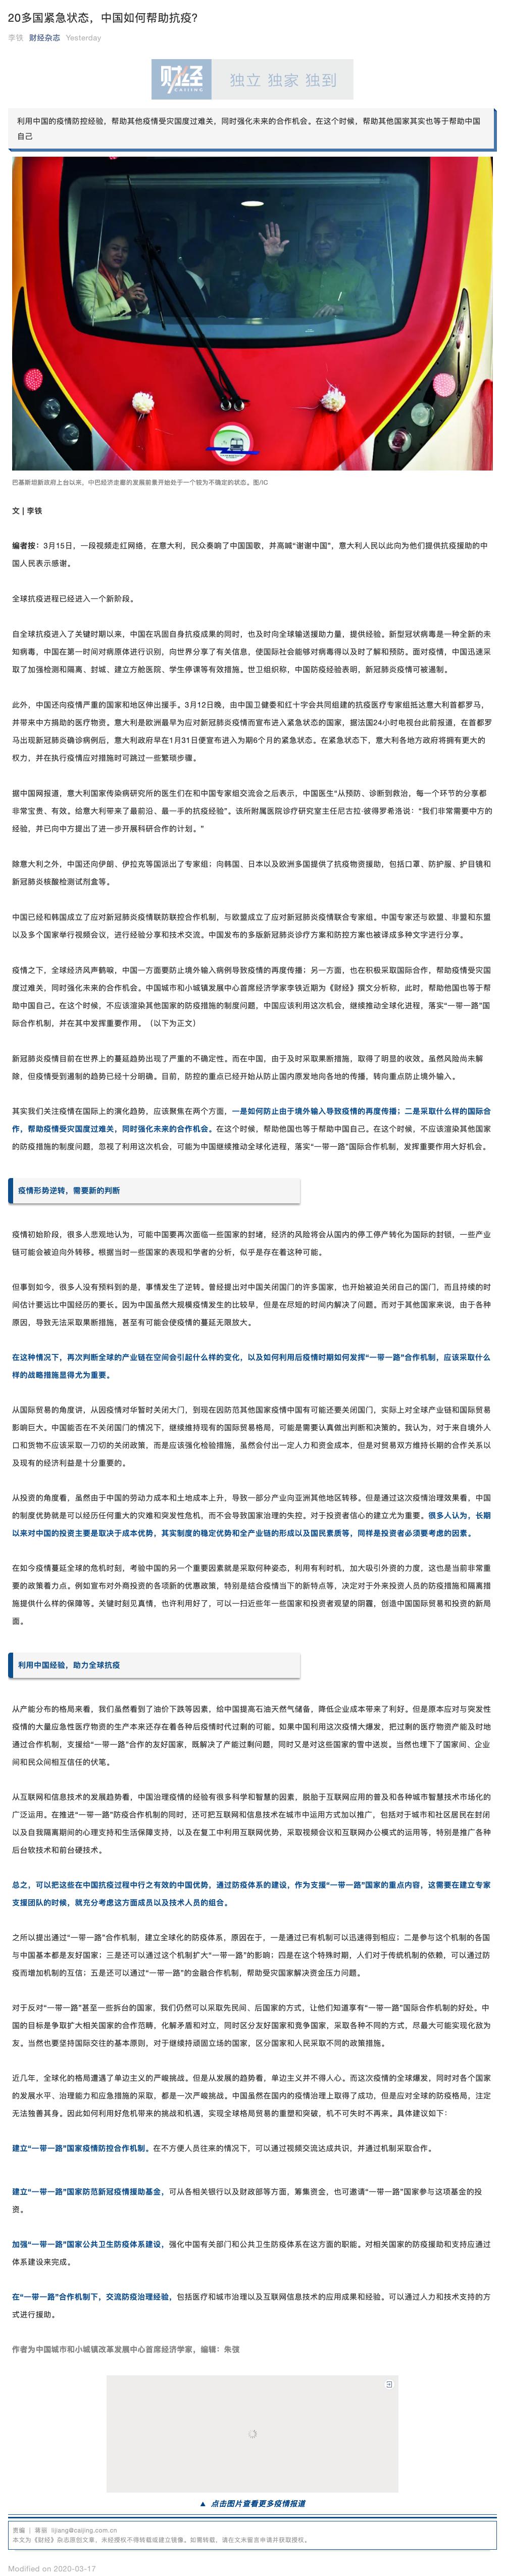 20多国紧急状态，中国如何帮助抗疫？
李铁 财经杂志 Yesterday
财经
CAIJING
独立 独家 独到
利用中国的疫情防控经验，帮助其他疫情受灾国度过难关，同时强化未来的合作机会。在这个时候，帮助其他国家其实也等于帮助中国
自己
巴基斯坦新政府上台以来，中巴经济走廊的发展前景开始处于一个较为不确定的状态。图/IC
文 | 李铁
编者按：3月15日，一段视频走红网络，在意大利，民众奏响了中国国歌，并高喊“谢谢中国”，意大利人民以此向为他们提供抗疫援助的中
国人民表示感谢。
全球抗疫进程已经进入一个新阶段。
自全球抗疫进入了关键时期以来，中国在巩固自身抗疫成果的同时，也及时向全球输送援助力量，提供经验。新型冠状病毒是一种全新的未
知病毒，中国在第一时间对病原体进行识别，向世界分享了有关信息，使国际社会能够对病毒得以及时了解和预防。面对疫情，中国迅速采
取了加强检测和隔离、封城、建立方舱医院、学生停课等有效措施。世卫组织称，中国防疫经验表明，新冠肺炎疫情可被遏制。
此外，中国还向疫情严重的国家和地区伸出援手。3月12日晚，由中国卫健委和红十字会共同组建的抗疫医疗专家组抵达意大利首都罗马，
并带来中方捐助的医疗物资。意大利是欧洲最早为应对新冠肺炎疫情而宣布进入紧急状态的国家，据法国24小时电视台此前报道，在首都罗
马出现新冠肺炎确诊病例后，意大利政府早在1月31日便宣布进入为期6个月的紧急状态。在紧急状态下，意大利各地方政府将拥有更大的
权力，并在执行疫情应对措施时可跳过一些繁琐步骤。
据中国网报道，意大利国家传染病研究所的医生们在和中国专家组交流会之后表示，中国医生“从预防、诊断到救治，每一个环节的分享都
非常宝贵、有效。给意大利带来了最前沿、最一手的抗疫经验”。该所附属医院诊疗研究室主任尼古拉·彼得罗希洛说：“我们非常需要中方的
经验，并已向中方提出了进一步开展科研合作的计划。”
除意大利之外，中国还向伊朗、伊拉克等国派出了专家组；向韩国、日本以及欧洲多国提供了抗疫物资援助，包括口罩、防护服、护目镜和
新冠肺炎核酸检测试剂盒等。
中国已经和韩国成立了应对新冠肺炎疫情联防联控合作机制，与欧盟成立了应对新冠肺炎疫情联合专家组。中国专家还与欧盟、非盟和东盟
以及多个国家举行视频会议，进行经验分享和技术交流。中国发布的多版新冠肺炎诊疗方案和防控方案也被译成多种文字进行分享。
疫情之下，全球经济风声鹤唳，中国一方面要防止境外输入病例导致疫情的再度传播；另一方面，也在积极采取国际合作，帮助疫情受灾国
度过难关，同时强化未来的合作机会。中国城市和小城镇发展中心首席经济学家李铁近期为《财经》撰文分析称，此时，帮助他国也等于帮
助中国自己。在这个时候，不应该渲染其他国家的防疫措施的制度问题，中国应该利用这次机会，继续推动全球化进程，落实“一带一路”国
际合作机制，并在其中发挥重要作用。（以下为正文）
新冠肺炎疫情目前在世界上的蔓延趋势出现了严重的不确定性。而在中国，由于及时采取果断措施，取得了明显的收效。虽然风险尚未解
除，但疫情受到遏制的趋势已经十分明确。目前，防控的重点已经开始从防止国内原发地向各地的传播，转向重点防止境外输入。
其实我们关注疫情在国际上的演化趋势，应该聚焦在两个方面，一是如何防止由于境外输入导致疫情的再度传播；二是采取什么样的国际合
作，帮助疫情受灾国度过难关，同时强化未来的合作机会。在这个时候，帮助他国也等于帮助中国自己。在这个时候，不应该渲染其他国家
的防疫措施的制度问题，忽视了利用这次机会，可能为中国继续推动全球化进程，落实“一带一路”国际合作机制，发挥重要作用大好机会。
疫情形势逆转，需要新的判断
疫情初始阶段，很多人悲观地认为，可能中国要再次面临一些国家的封堵，经济的风险将会从国内的停工停产转化为国际的封锁，一些产业
链可能会被迫向外转移。根据当时一些国家的表现和学者的分析，似乎是存在着这种可能。
但事到如今，很多人没有预料到的是，事情发生了逆转。曾经提出对中国关闭国门的许多国家，也开始被迫关闭自己的国门，而且持续的时
间估计要远比中国经历的要长。因为中国虽然大规模疫情发生的比较早，但是在尽短的时间内解决了问题。而对于其他国家来说，由于各种
原因，导致无法采取果断措施，甚至有可能会使疫情的蔓延无限放大。
在这种情况下，再次判断全球的产业链在空间会引起什么样的变化，以及如何利用后疫情时期如何发挥“一带一路”合作机制，应该采取什么
样的战略措施显得尤为重要。
从国际贸易的角度讲，从因疫情对华暂时关闭大门，到现在因防范其他国家疫情中国有可能还要关闭国门，实际上对全球产业链和国际贸易
影响巨大。中国能否在不关闭国门的情况下，继续维持现有的国际贸易格局，可能是需要认真做出判断和决策的。我认为，对于来自境外人
口和货物不应该采取一刀切的关闭政策，而是应该强化检验措施，虽然会付出一定人力和资金成本，但是对贸易双方维持长期的合作关系以
及现有的经济利益是十分重要的。
从投资的角度看，虽然由于中国的劳动力成本和土地成本上升，导致一部分产业向亚洲其他地区转移。但是通过这次疫情治理效果看，中国
的制度优势就是可以经历任何重大的灾难和突发性危机，而不会导致国家治理的失控。对于投资者信心的建立尤为重要。很多人认为，长期
以来对中国的投资主要是取决于成本优势，其实制度的稳定优势和全产业链的形成以及国民素质等，同样是投资者必须要考虑的因素。
在如今疫情蔓延全球的危机时刻，考验中国的另一个重要因素就是采取何种姿态，利用有利时机，加大吸引外资的力度，这也是当前非常重
要的政策着力点。例如宣布对外商投资的各项新的优惠政策，特别是结合疫情当下的新特点等，决定对于外来投资人员的防疫措施和隔离措
施提供什么样的保障等。关键时刻见真情，也许利用好了，可以一扫近些年一些国家和投资者观望的阴霾，创造中国国际贸易和投资的新局
面。
利用中国经验，助力全球抗疫
从产能分布的格局来看，我们虽然看到了油价下跌等因素，给中国提高石油天然气储备，降低企业成本带来了利好。但是原本应对与突发性
疫情的大量应急性医疗物资的生产本来还存在着各种后疫情时代过剩的可能。如果中国利用这次疫情大爆发，把过剩的医疗物资产能及时地
通过合作机制，支援给“一带一路”合作的友好国家，既解决了产能过剩问题，同时又是对这些国家的雪中送炭。当然也埋下了国家间、企业
间和民众间相互信任的伏笔。
从互联网和信息技术的发展趋势看，中国治理疫情的经验有很多科学和智慧的因素，脱胎于互联网应用的普及和各种城市智慧技术市场化的
广泛运用。在推进“一带一路”防疫合作机制的同时，还可把互联网和信息技术在城市中运用方式加以推广，包括对于城市和社区居民在封闭
以及自我隔离期间的心理支持和生活保障支持，以及在复工中利用互联网优势，采取视频会议和互联网办公模式的运用等，特别是推广各种
后台软技术和前台硬技术。
总之，可以把这些在中国抗疫过程中行之有效的中国优势，通过防疫体系的建设，作为支援“一带一路”国家的重点内容，这需要在建立专家
支援团队的时候，就充分考虑这方面成员以及技术人员的组合。
之所以提出通过“一带一路”合作机制，建立全球化的防疫体系，原因在于，一是通过已有机制可以迅速得到相应；二是参与这个机制的各国
与中国基本都是友好国家；三是还可以通过这个机制扩大“一带一路”的影响；四是在这个特殊时期，人们对于传统机制的依赖，可以通过防
疫而增加机制的互信；五是还可以通过“一带一路”的金融合作机制，帮助受灾国家解决资金压力问题。
对于反对“一带一路”甚至一些拆台的国家，我们仍然可以采取先民间、后国家的方式，让他们知道享有“一带一路”国际合作机制的好处。中
国的目标是争取扩大相关国家的合作范畴，化解矛盾和对立，同时区分友好国家和竞争国家，采取各种不同的方式，尽最大可能实现化敌为
友。当然也要坚持国际交往的基本原则，对于继续持顽固立场的国家，区分国家和人民采取不同的政策措施。
近几年，全球化的格局遭遇了单边主义的严峻挑战。但是从发展的趋势看，单边主义并不得人心。而这次疫情的全球爆发，同时对各个国家
的发展水平、治理能力和应急措施的采取，都是一次严峻挑战。中国虽然在国内的疫情治理上取得了成功，但是应对全球的防疫格局，注定
无法独善其身。因此如何利用好危机带来的挑战和机遇，实现全球格局贸易的重塑和突破，机不可失时不再来。具体建议如下：
建立“一带一路”国家疫情防控合作机制。在不方便人员往来的情况下，可以通过视频交流达成共识，并通过机制采取合作。
建立“一带一路”国家防范新冠疫情援助基金，可从各相关银行以及财政部等方面，筹集资金，也可邀请“一带一路”国家参与这项基金的投
资。
加强“一带一路”国家公共卫生防疫体系建设，强化中国有关部门和公共卫生防疫体系在这方面的职能。对相关国家的防疫援助和支持应通过
体系建设来完成。
在“一带一路”合作机制下，交流防疫治理经验，包括医疗和城市治理以及互联网信息技术的应用成果和经验。可以通过人力和技术支持的方
式进行援助。
作者为中国城市和小城镇改革发展中心首席经济学家，编辑：朱弢
▲ 点击图片查看更多疫情报道
责编 | 蒋丽 lijiang@caijing.com.cn
本文为《财经》杂志原创文章，未经授权不得转载或建立镜像。如需转载，请在文末留言申请并获取授权。
Modified on 2020-03-17